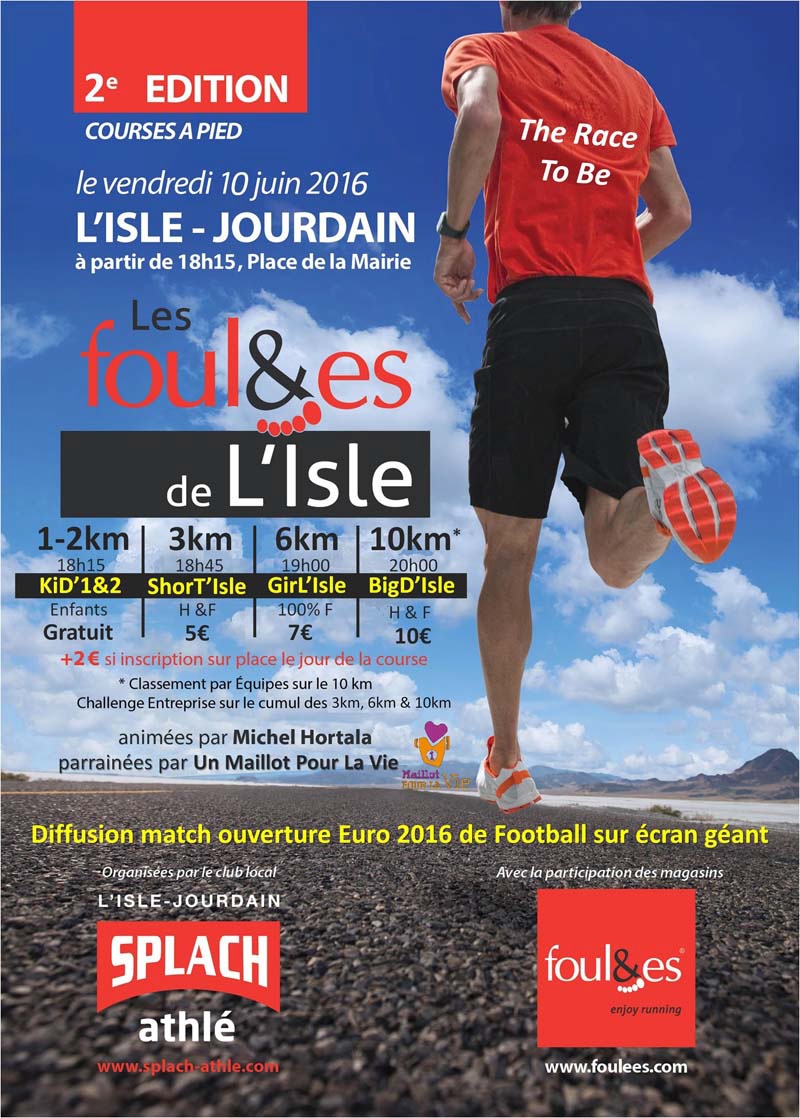 2e EDITION
COURSES A PIED
le vendredi 10 juin 2016
L'ISLE - JOURDAIN
à partir de 18h15, Place de la Mairie
The Race
To Be
Les
foul&es
de L'Isle
1-2km 3km 6km 10km*
18h15 18h45 19h00 20h00
KiD'1&2 ShorT'Isle GirL'Isle BigD'Isle
Enfants H & F 100% F H & F
Gratuit 5€ 7€ 10€
+2€ si inscription sur place le jour de la course
* Classement par Équipes sur le 10 km
Challenge Entreprise sur le cumul des 3km, 6km & 10km
animées par Michel Hortala
parrainées par Un Maillot Pour La Vie
1
Maillot
POUR LA Vie
Diffusion match ouverture Euro 2016 de Football sur écran géant
Organisées par le club local
L'ISLE-JOURDAIN
SPLACH
athlé
www.splach-athle.com
Avec la participation des magasins
foul&es®
enjoy running
www.foulees.com